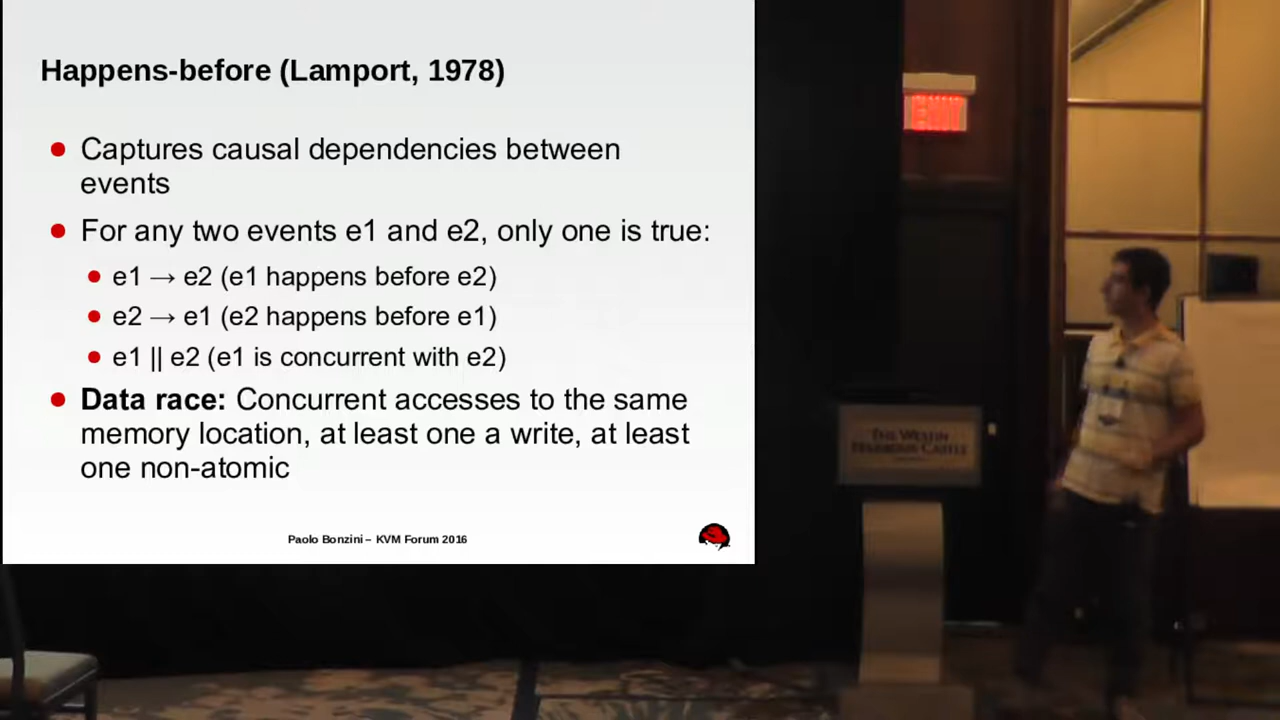 Happens-before (Lamport, 1978)
Captures causal dependencies between
events
For any two events e1 and e2, only one is true:
e1 → e2 (e1 happens before e2)
e2 → e1 (e2 happens before e1)
e1 || e2 (e1 is concurrent with e2)
Data race: Concurrent accesses to the same
memory location, at least one a write, at least
one non-atomic
Paolo Bonzini – KVM Forum 2016
THE WESTIN